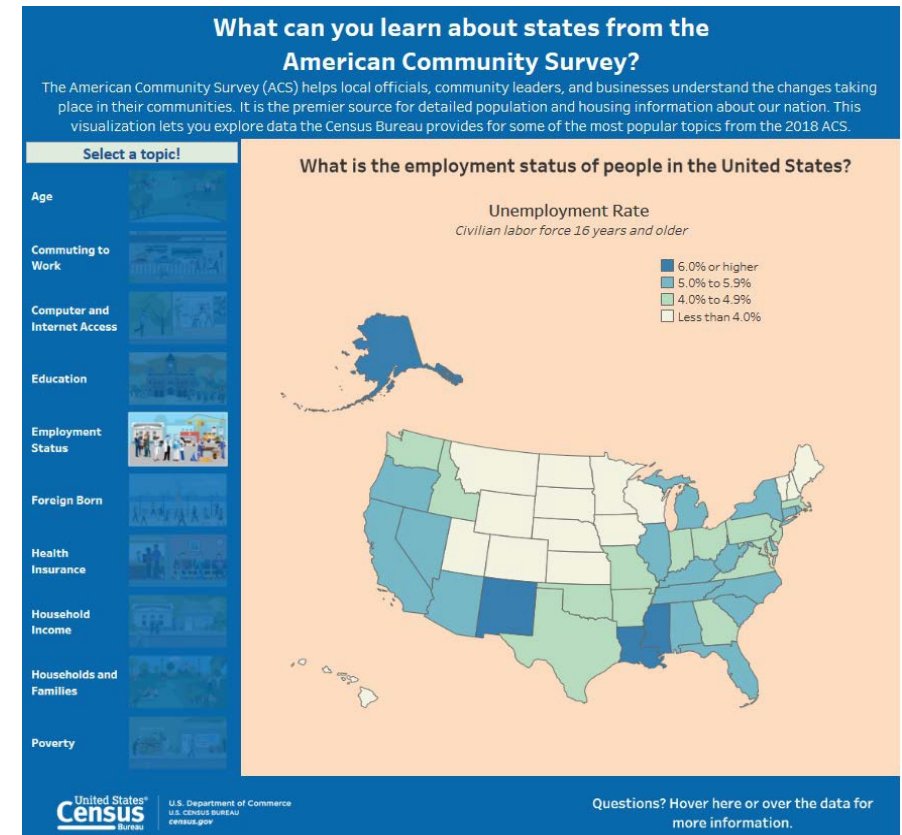 What can you learn about states from the
American Community Survey?
The American Community Survey (ACS) helps local officials, community leaders, and businesses understand the changes taking
place in their communities. It is the premier source for detailed population and housing information about our nation. This
visualization lets you explore data the Census Bureau provides for some of the most popular topics from the 2018 ACS.
Select a topic!
Age
Commuting to
Work
Computer and
Internet Access
Education
Employment
Status
Foreign Born
Health
Insurance
Household
Income
Households and
Families
Poverty
What is the employment status of people in the United States?
Unemployment Rate
Civilian labor force 16 years and older
6.0% or higher
5.0% to 5.9%
4.0% to 4.9%
Less than 4.0%
United States®
Census
Bureau
U.S. Department of Commerce
U.S. CENSUS BUREAU
census.gov
Questions? Hover here or over the data for
more information.